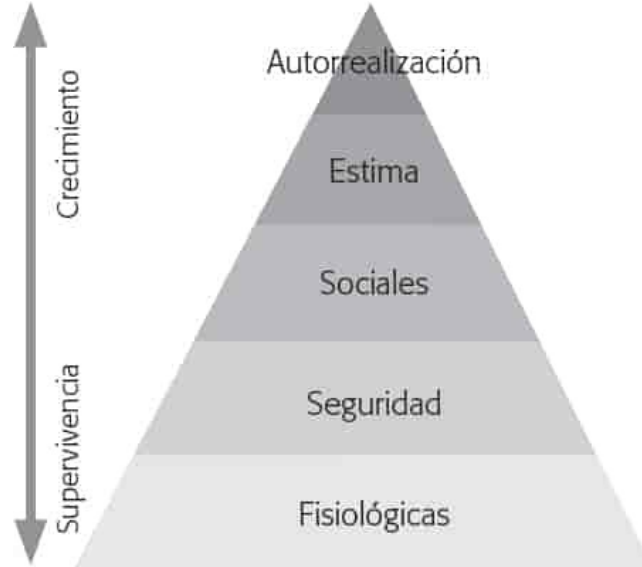 Autorrealización
Estima
Sociales
Seguridad
Fisiológicas
Crecimiento
Supervivencia